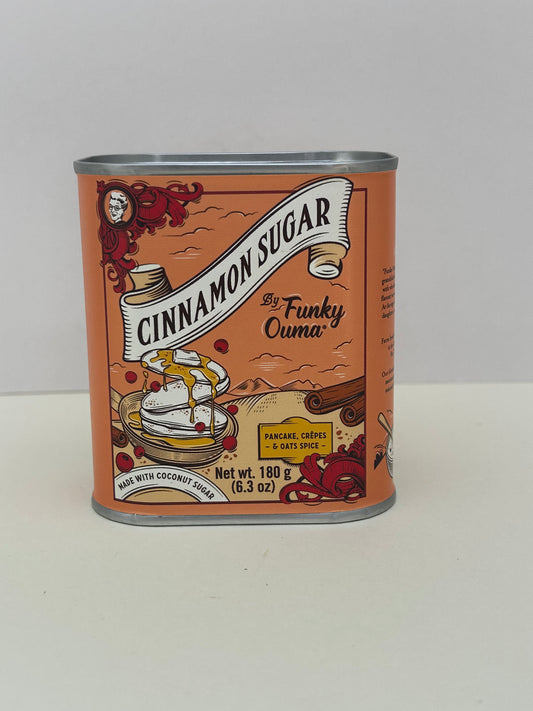 CINNAMON SUGAR
By Funky
Ouma®
PANCAKE, CRÊPES
- & OATS SPICE -
MADE WITH COCONUT SUGAR
Net wt. 180 g
(6.3 oz)